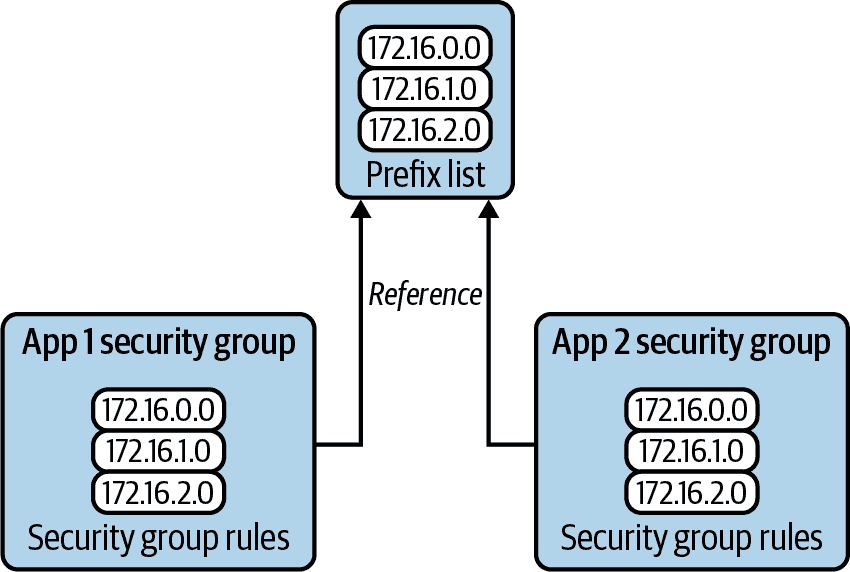 172.16.0.0
172.16.1.0
172.16.2.0
Prefix list
Reference
App 1 security group
172.16.0.0
172.16.1.0
172.16.2.0
Security group rules
App 2 security group
172.16.0.0
172.16.1.0
172.16.2.0
Security group rules